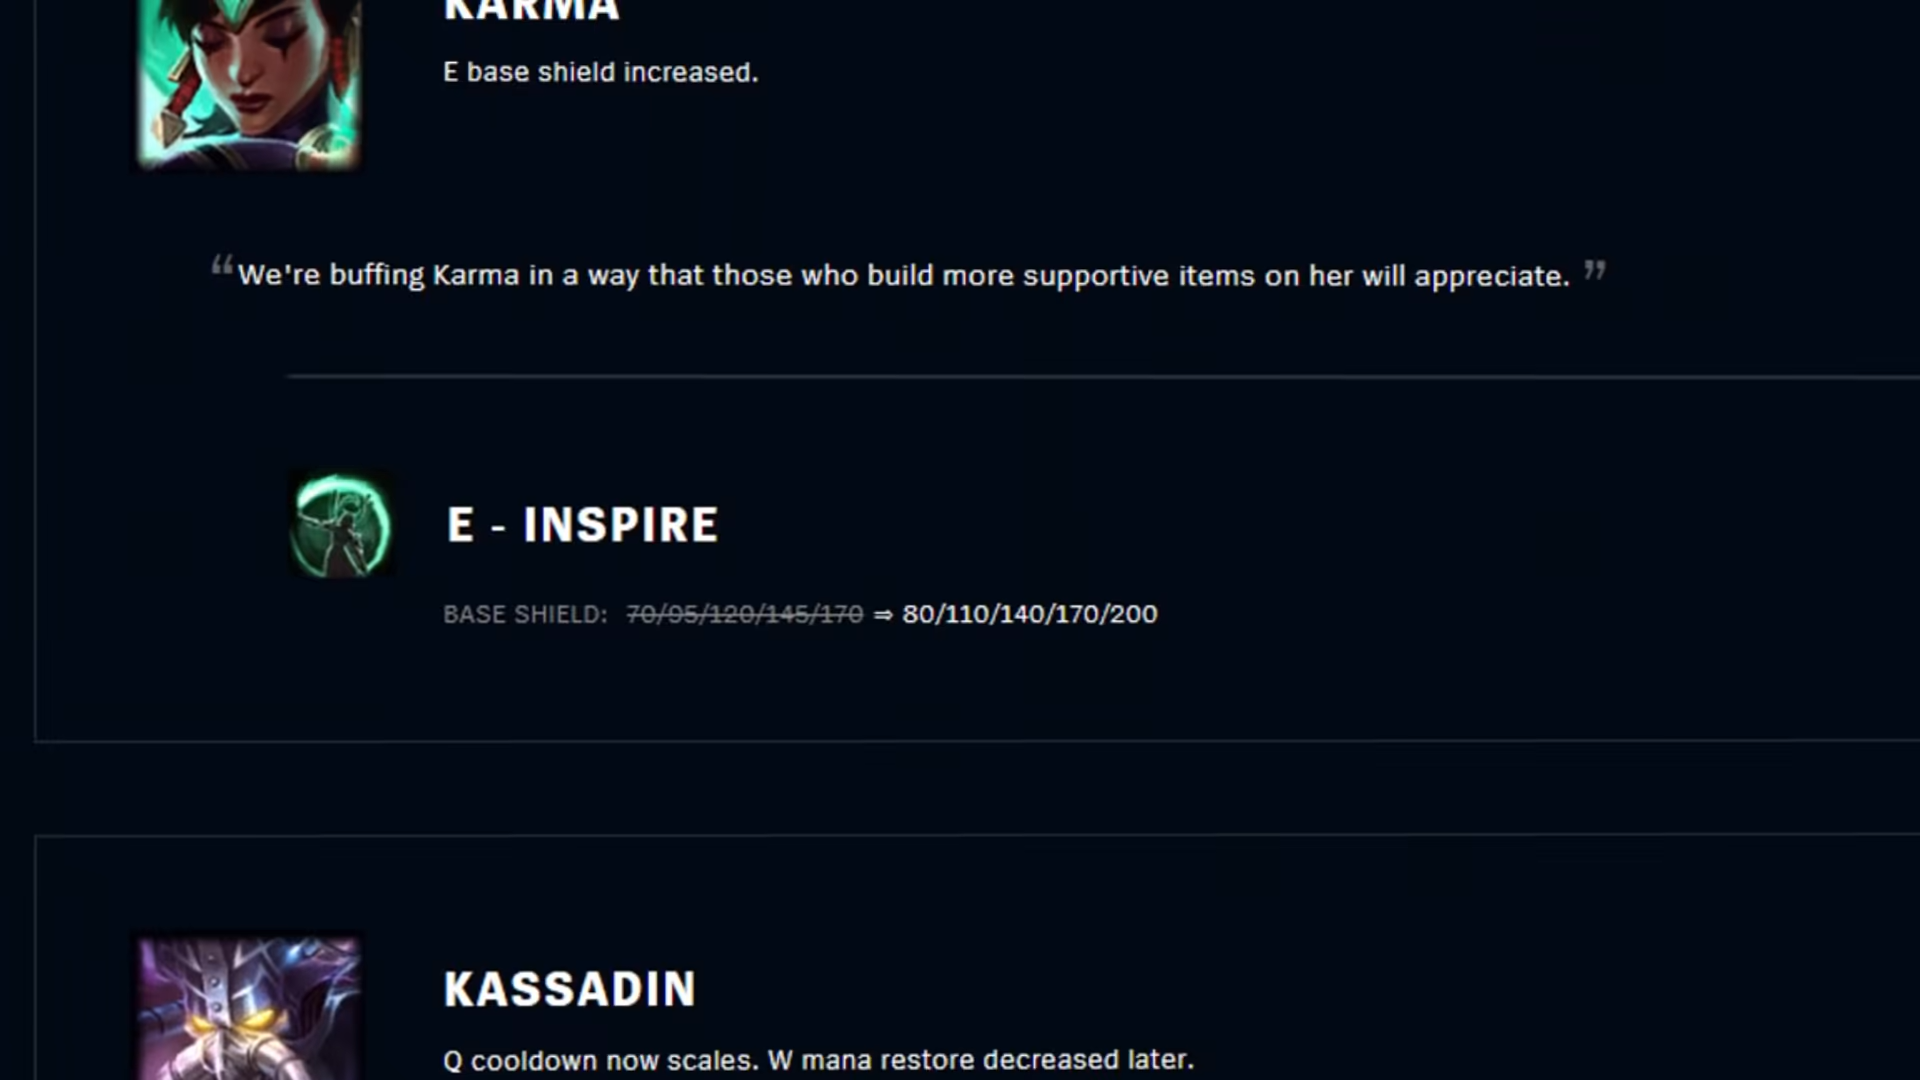 KARMA
E base shield increased.
“We're buffing Karma in a way that those who build more supportive items on her will appreciate. ”
E - INSPIRE
BASE SHIELD: 70/95/120/145/170 ⇒ 80/110/140/170/200
KASSADIN
Q cooldown now scales. W mana restore decreased later.